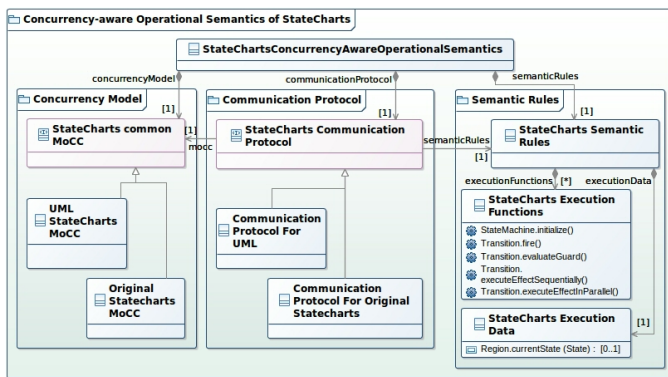 Concurrency-aware Operational Semantics of StateCharts
StateChartsConcurrencyAwareOperationalSemantics
concurrencyModel
communicationProtocol
semanticRules
[1]
[1]
[1]
Concurrency Model
Communication Protocol
Semantic Rules
StateCharts common
MoCC
[1]
mocc
StateCharts Communication
Protocol
semanticRules
[1]
StateCharts Semantic
Rules
executionFunctions
[*]
executionData
UML
StateCharts
MoCC
Original
Statecharts
MoCC
Communication
Protocol For
UML
Communication
Protocol For Original
Statecharts
StateCharts Execution
Functions
StateMachine.initialize()
Transition.fire()
Transition.evaluateGuard()
Transition.
executeEffectSequentially()
Transition.executeEffectInParallel()
StateCharts Execution
Data
[1]
Region.currentState (State) : [0..1]